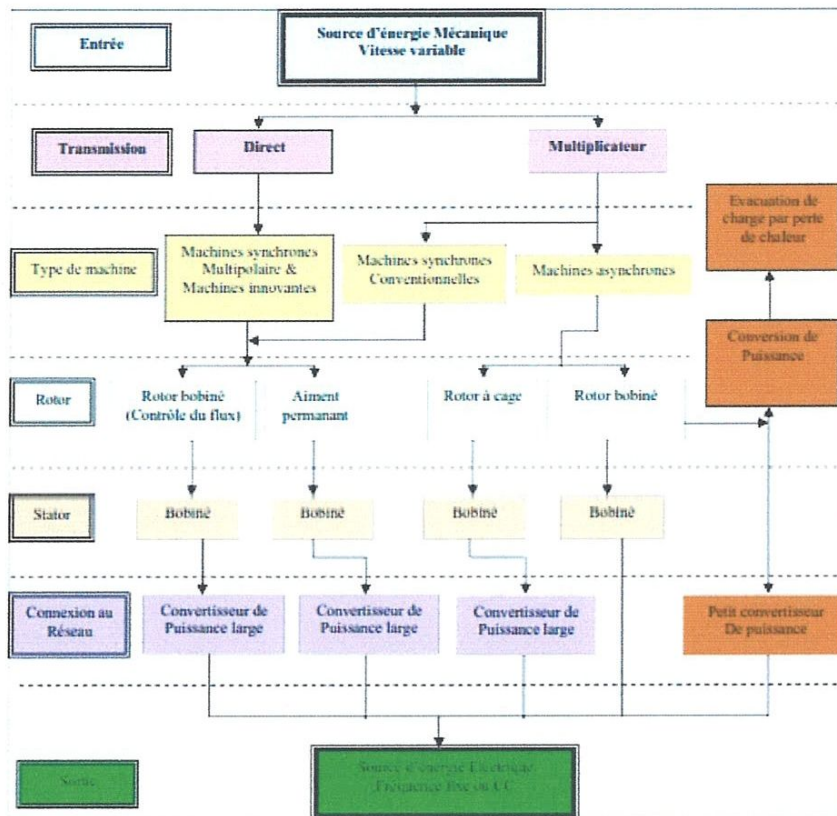 Entrée
Source d'énergie Mécanique
Vitesse variable
Transmission
Direct
Multiplicateur
Evacuation de
charge par perte
de chaleur
Type de machine
Machines synchrones
Multipolaire &
Machines innovantes
Machines synchrones
Conventionnelles
Machines asynchrones
Conversion de
Puissance
Rotor
Rotor bobiné
(Contrôle du flux)
Aiment
permanant
Rotor à cage
Rotor bobiné
Stator
Bobiné
Bobiné
Bobiné
Bobiné
Connexion au
Réseau
Convertisseur de
Puissance large
Convertisseur de
Puissance large
Convertisseur de
Puissance large
Petit convertisseur
De puissance
Sortie
Source d'énergie Electrique
Fréquence fixe ou CC